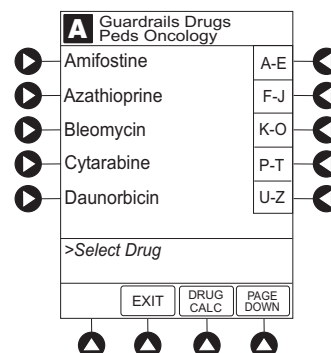 A Guardrails Drugs
Peds Oncology
Amifostine A-E
Azathioprine F-J
Bleomycin K-O
Cytarabine P-T
Daunorbicin U-Z
>Select Drug
EXIT DRUG CALC PAGE DOWN